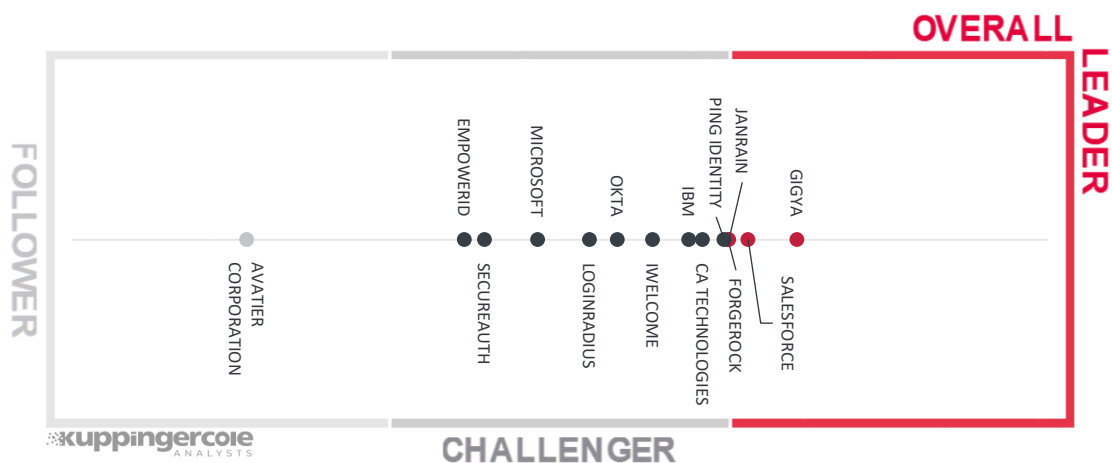 OVERALL
LEADER
FOLLOWER
EMPOWERID
MICROSOFT
OKTA
IBM
PING IDENTITY
JANRAIN
GIGYA
AVATIER
CORPORATION
SECUREAUTH
LOGINRADIUS
IWELCOME
CA TECHNOLOGIES
FORGEROCK
SALESFORCE
kuppingercole
ANALYSTS
CHALLENGER